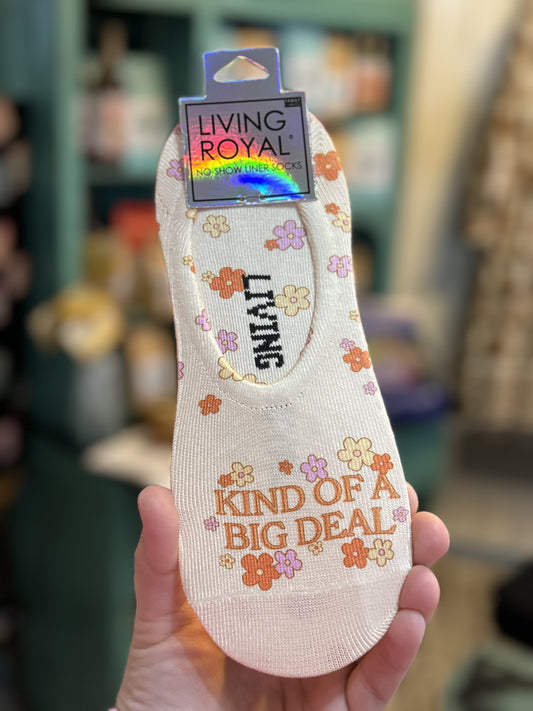 LIVING
ROYAL®
NO-SHOW LINER SOCKS
LIVING
KIND OF A
BIG DEAL